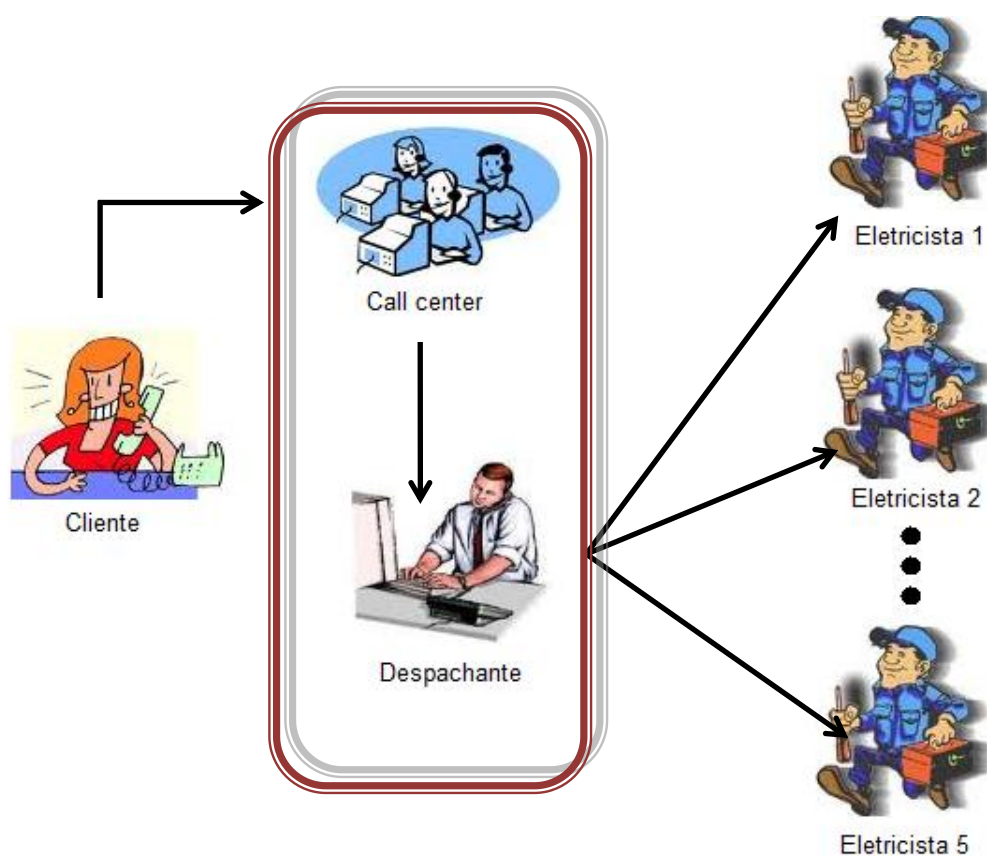 Call center
Cliente
Despachante
Eletricista 1
Eletricista 2
Eletricista 5